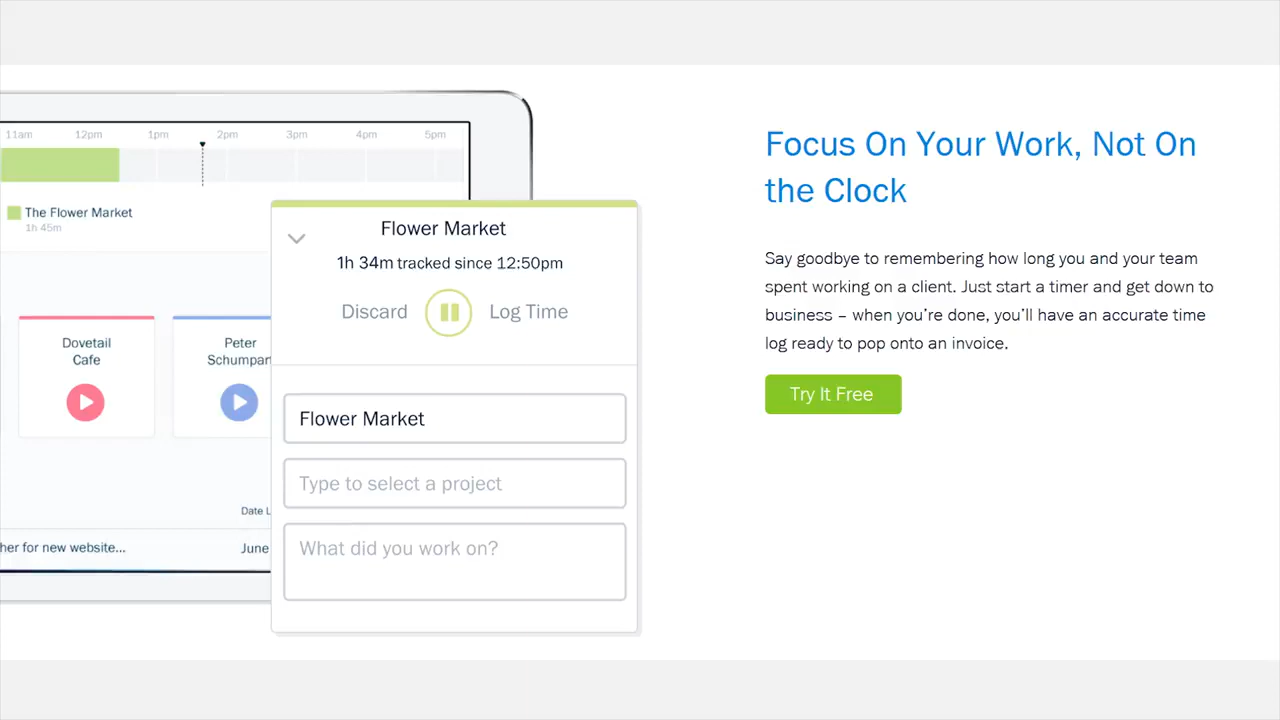 11am 12pm 1pm 2pm 3pm 4pm 5pm
The Flower Market
1h 45m
Dovetail
Cafe
Peter
Date
her for new website...
June
Flower Market
1h 34m tracked since 12:50pm
Discard
Log Time
Flower Market
Type to select a project
What did you work on?
Focus On Your Work, Not On
the Clock
Say goodbye to remembering how long you and your team
spent working on a client. Just start a timer and get down to
business – when you’re done, you’ll have an accurate time
log ready to pop onto an invoice.
Try It Free